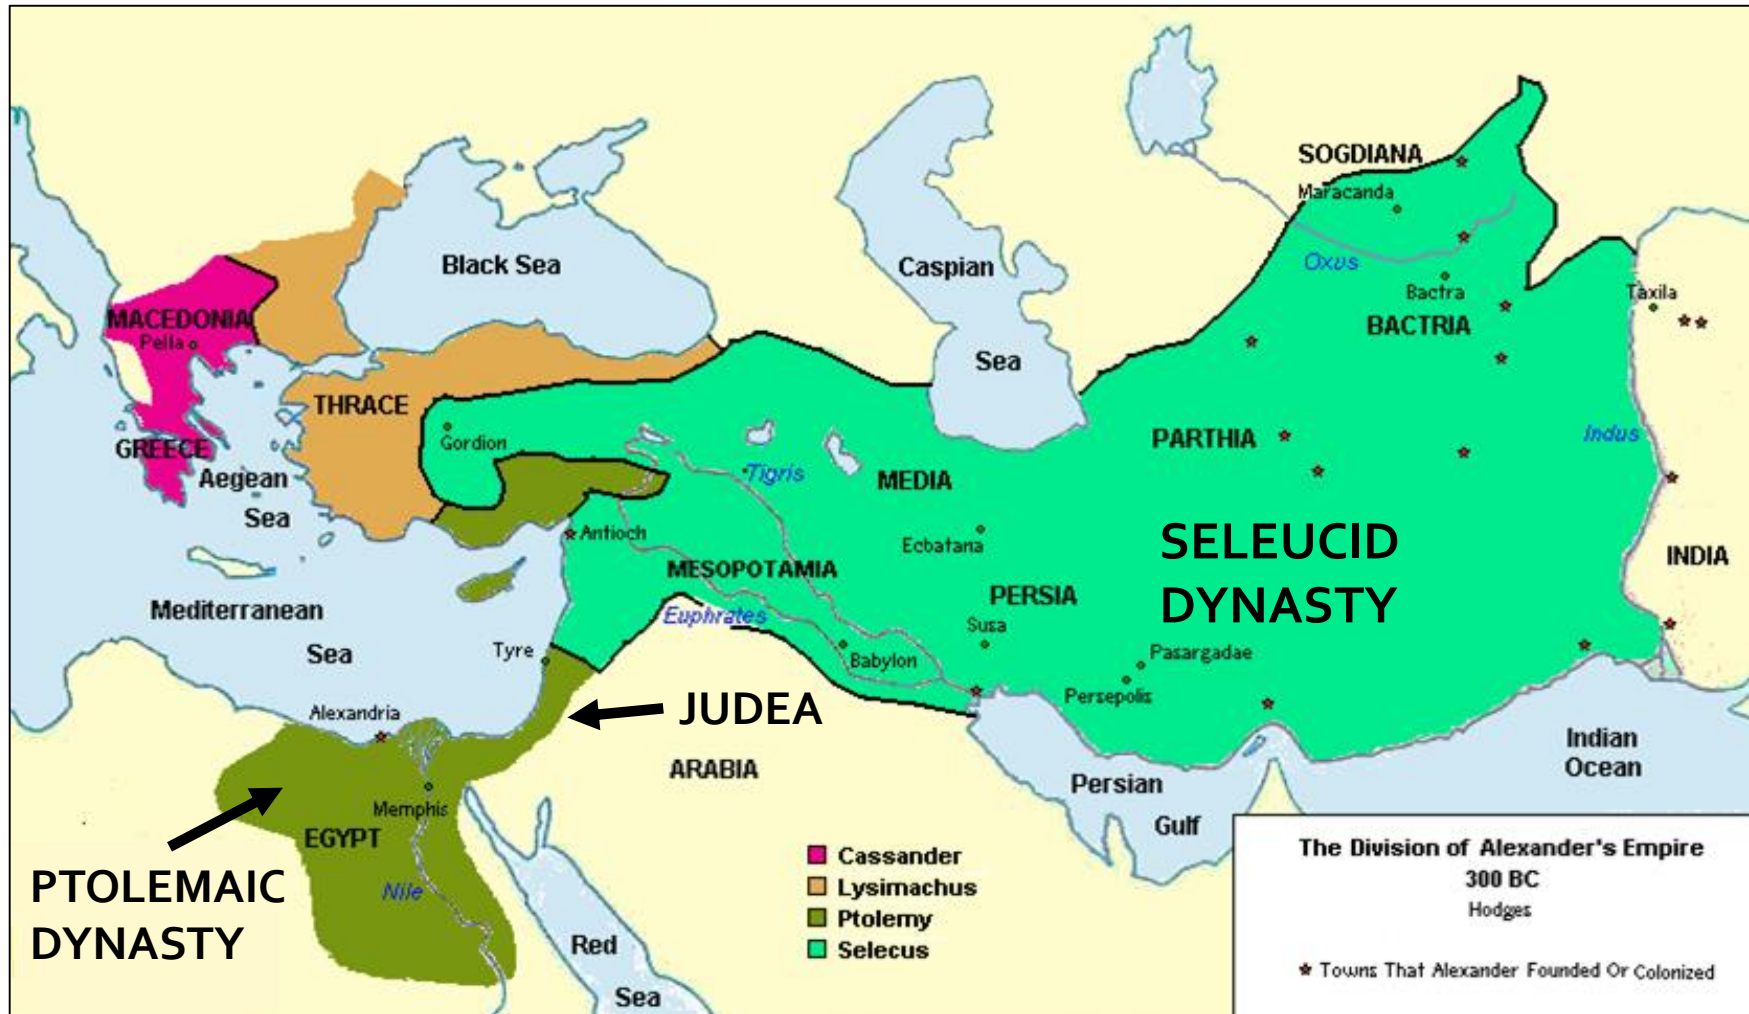 SOGDIANA
Maracanda
Black Sea
Caspian
Sea
Oxus
Bactra
Taxila
MACEDONIA
Pella
BACTRIA
THRACE
GREECE
Gordion
PARTHIA
Indus
Aegean
Sea
Tigris
MEDIA
Antioch
Ecbatana
SELEUCID
DYNASTY
INDIA
MESOPOTAMIA
PERSIA
Mediterranean
Sea
Euphrates
Susa
Tyre
Babylon
Pasargadae
Persepolis
JUDEA
Alexandria
ARABIA
Persian
Gulf
Indian
Ocean
Memphis
EGYPT
PTOLEMAIC
DYNASTY
Nile
Red
Sea
Cassander
Lysimachus
Ptolemy
Selecus
The Division of Alexander's Empire
300 BC
Hodges
Towns That Alexander Founded Or Colonized